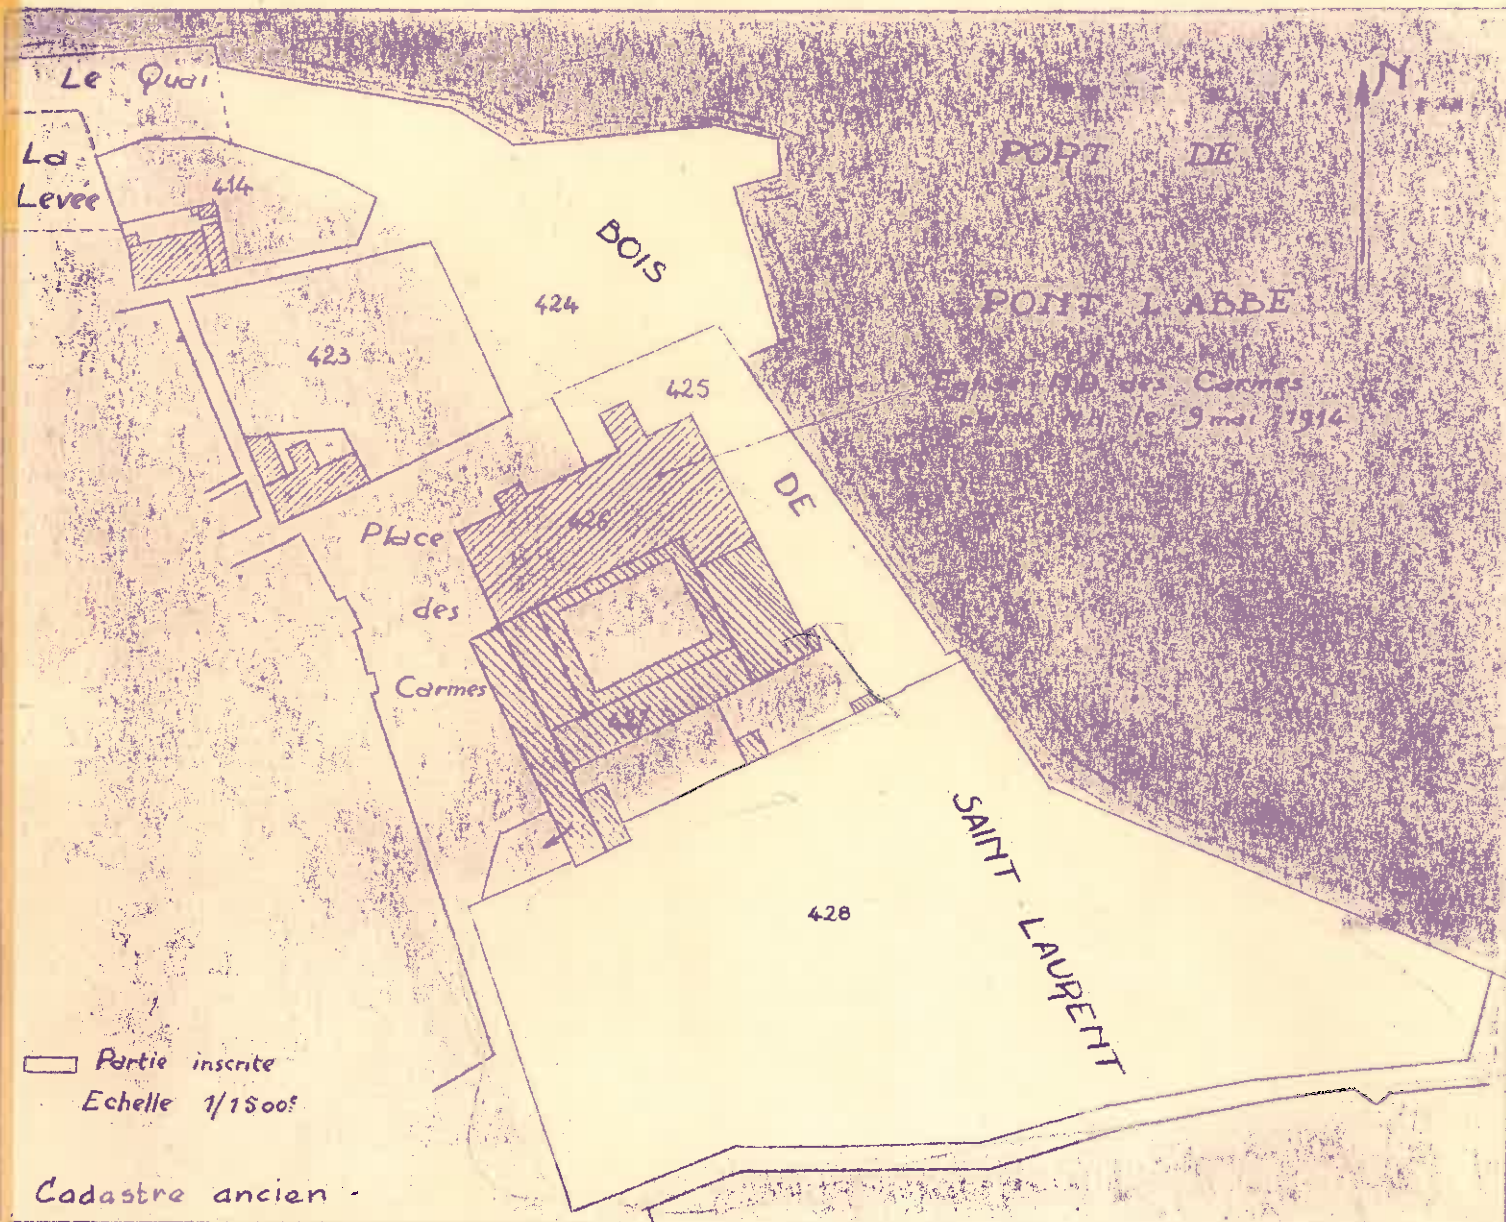 Le Quai
La
Levée
414
N
PORT DE
BOIS
424
PONT L'ABBE
423
425
Eglise N.D. des Carmes
le 9 mai 1914
DE
Place
426
des
Carmes
SAINT LAURENT
428
Partie inscrite
Echelle 1/1500e
Cadastre ancien